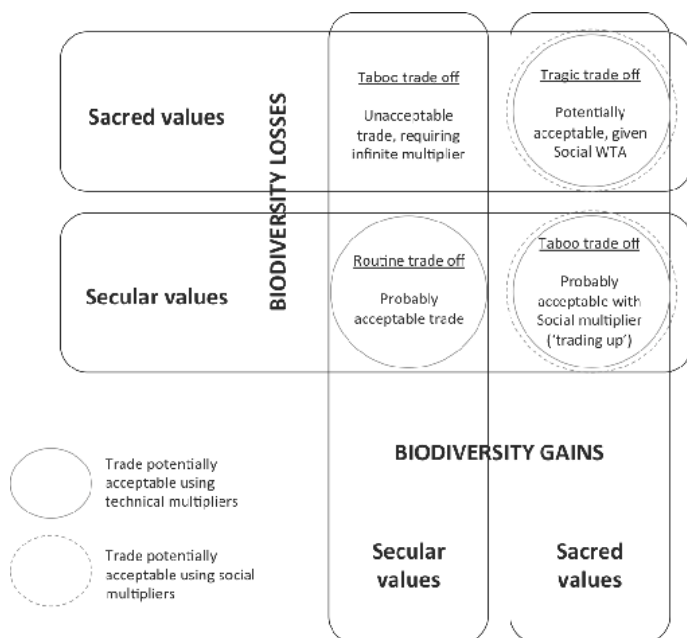 Sacred values
BIODIVERSITY LOSSES
Taboo trade off
Unacceptable
trade, requiring
infinite multiplier
Tragic trade off
Potentially
acceptable, given
Social WTA
Secular values
Routine trade off
Probably
acceptable trade
Taboo trade off
Probably
acceptable with
Social multiplier
('trading up')
Trade potentially
acceptable using
technical multipliers
BIODIVERSITY GAINS
Trade potentially
acceptable using social
multipliers
Secular
values
Sacred
values